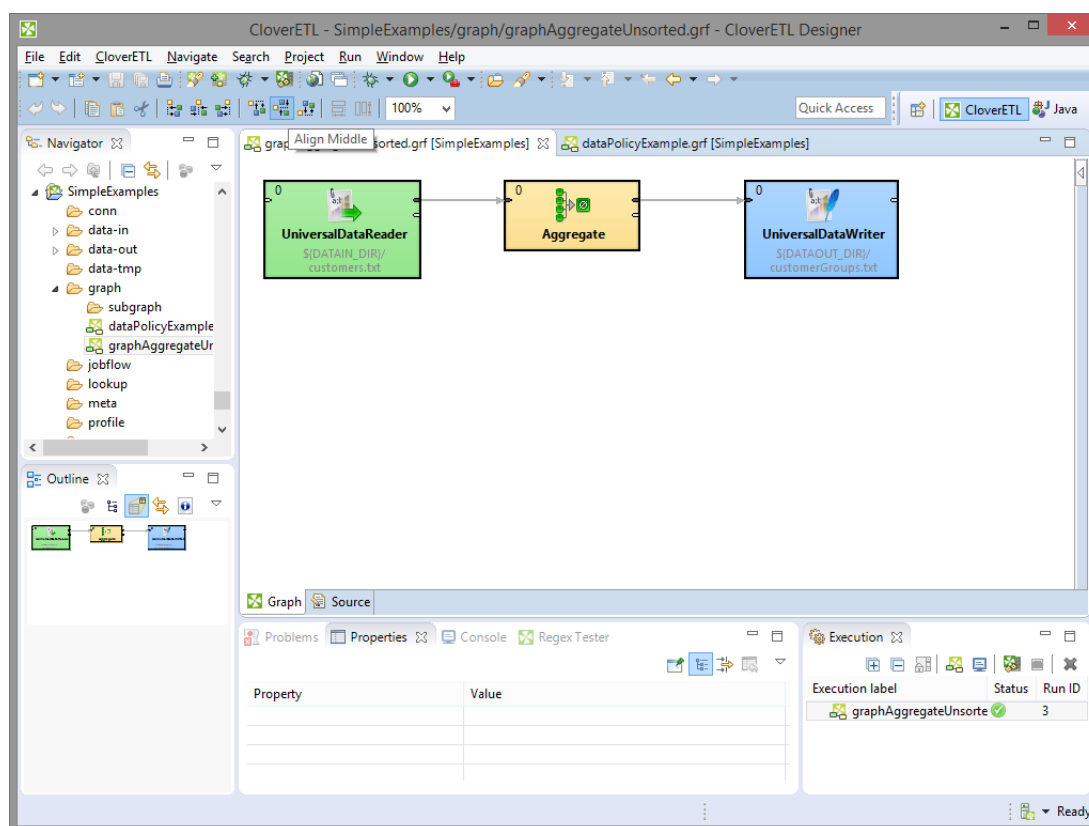 CloverETL - SimpleExamples/graph/graphAggregateUnsorted.grf - CloverETL Designer
File Edit CloverETL Navigate Search Project Run Window Help
100%
Quick Access
CloverETL
Java
Navigator
Align Middle
sorted.grf [SimpleExamples]
dataPolicyExample.grf [SimpleExamples]
SimpleExamples
conn
data-in
data-out
data-tmp
graph
subgraph
dataPolicyExample
graphAggregateUr
jobflow
lookup
meta
profile
0
UniversalDataReader
${DATAIN_DIR}/
customers.txt
0
Aggregate
0
UniversalDataWriter
${DATAOUT_DIR}/
customerGroups.txt
Outline
Graph
Source
Problems
Properties
Console
Regex Tester
Property
Value
Execution
Execution label
Status
Run ID
graphAggregateUnsorte
3
Ready